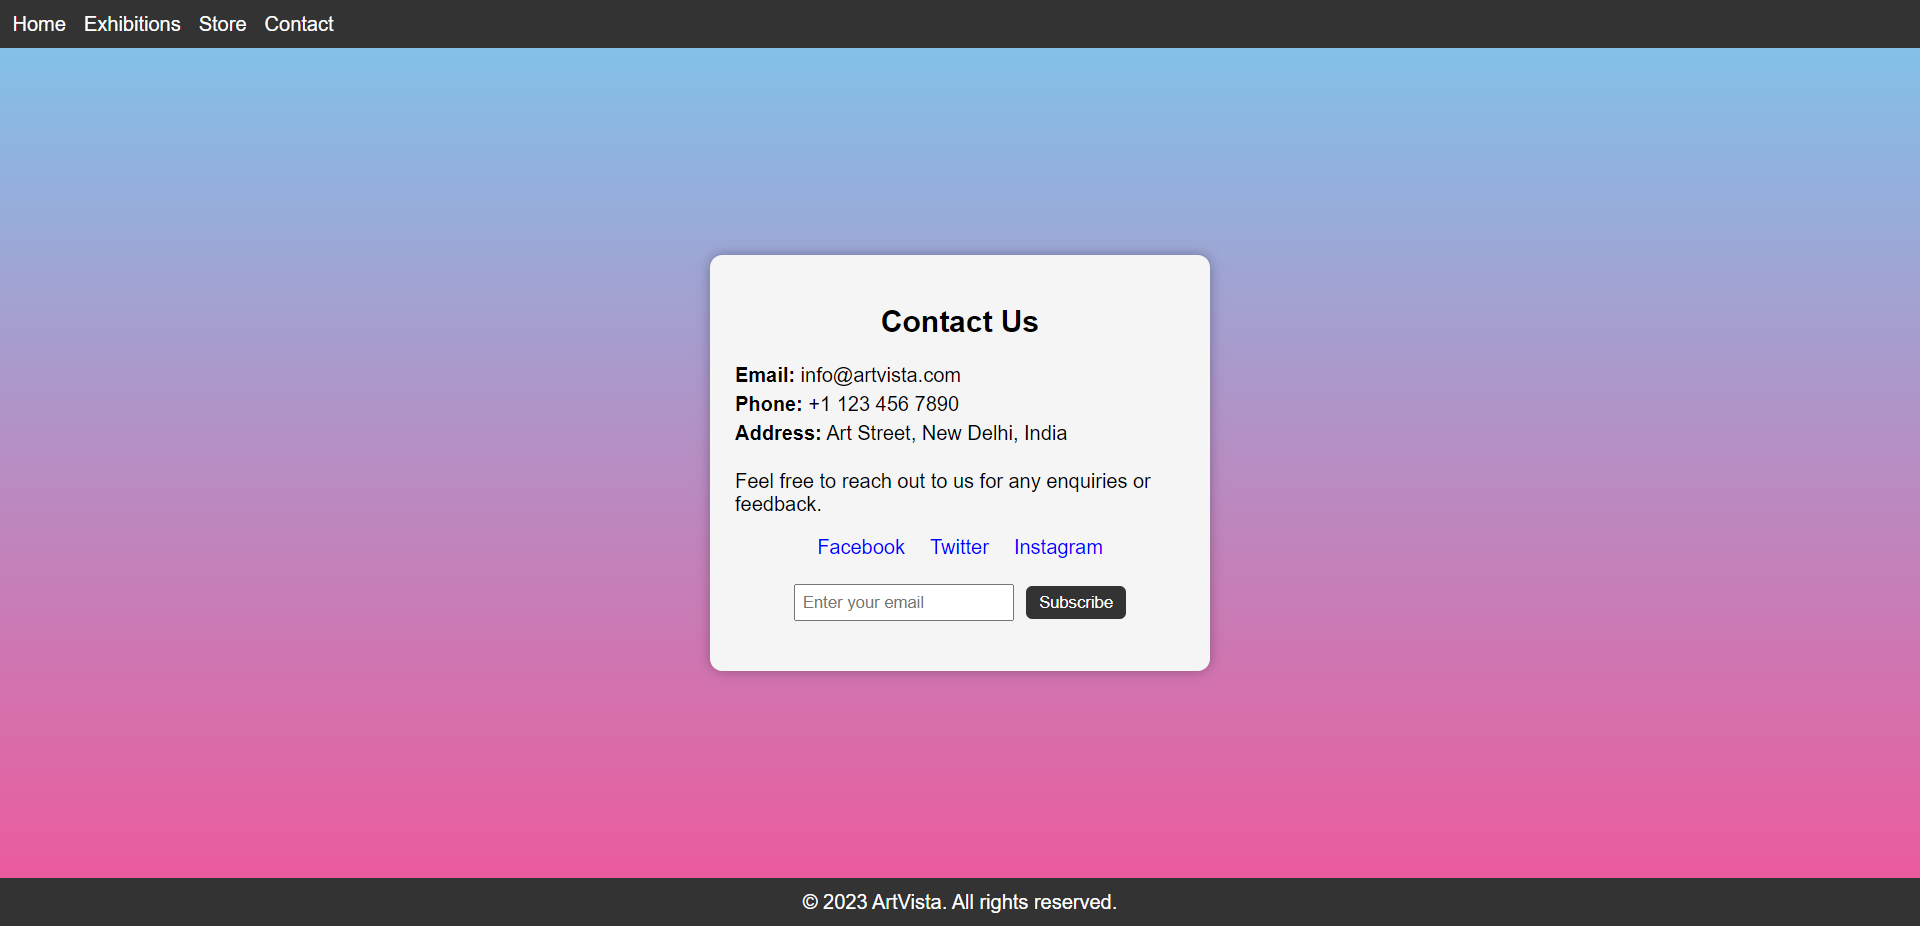 Home Exhibitions Store Contact
Contact Us
Email: info@artvista.com
Phone: +1 123 456 7890
Address: Art Street, New Delhi, India
Feel free to reach out to us for any enquiries or
feedback.
Facebook Twitter Instagram
Enter your email Subscribe
© 2023 ArtVista. All rights reserved.